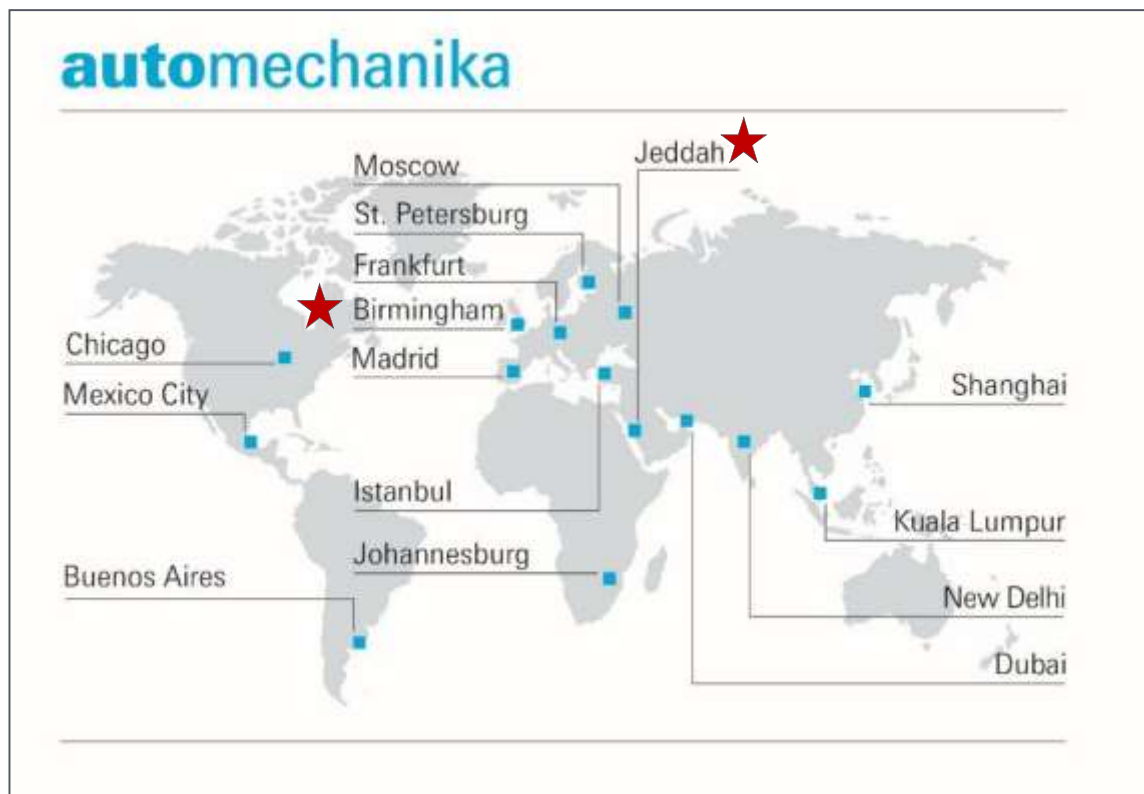 automechanika
Moscow
Jeddah
St. Petersburg
Frankfurt
Birmingham
Chicago
Madrid
Mexico City
Shanghai
Istanbul
Kuala Lumpur
Johannesburg
Buenos Aires
New Delhi
Dubai